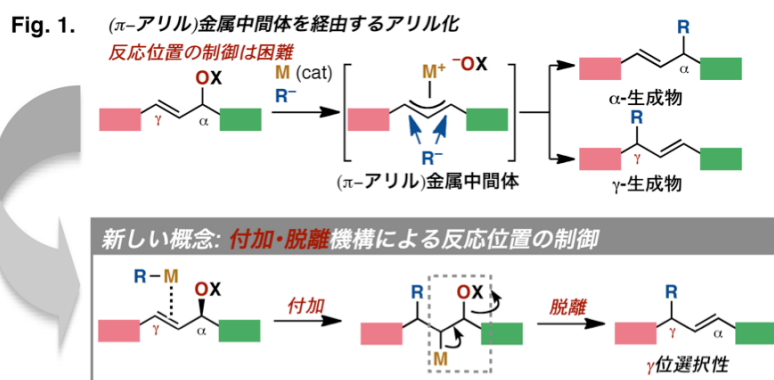 Fig. 1.
(π−アリル)金属中間体を経由するアリル化
反応位置の制御は困難
OX
γ
α
M (cat)
R−
M+ −OX
R−
(π−アリル)金属中間体
R
α
α-生成物
R
γ
γ-生成物
新しい概念: 付加・脱離機構による反応位置の制御
R−M
OX
γ
α
付加
R
OX
M
脱離
R
γ
α
γ位選択性